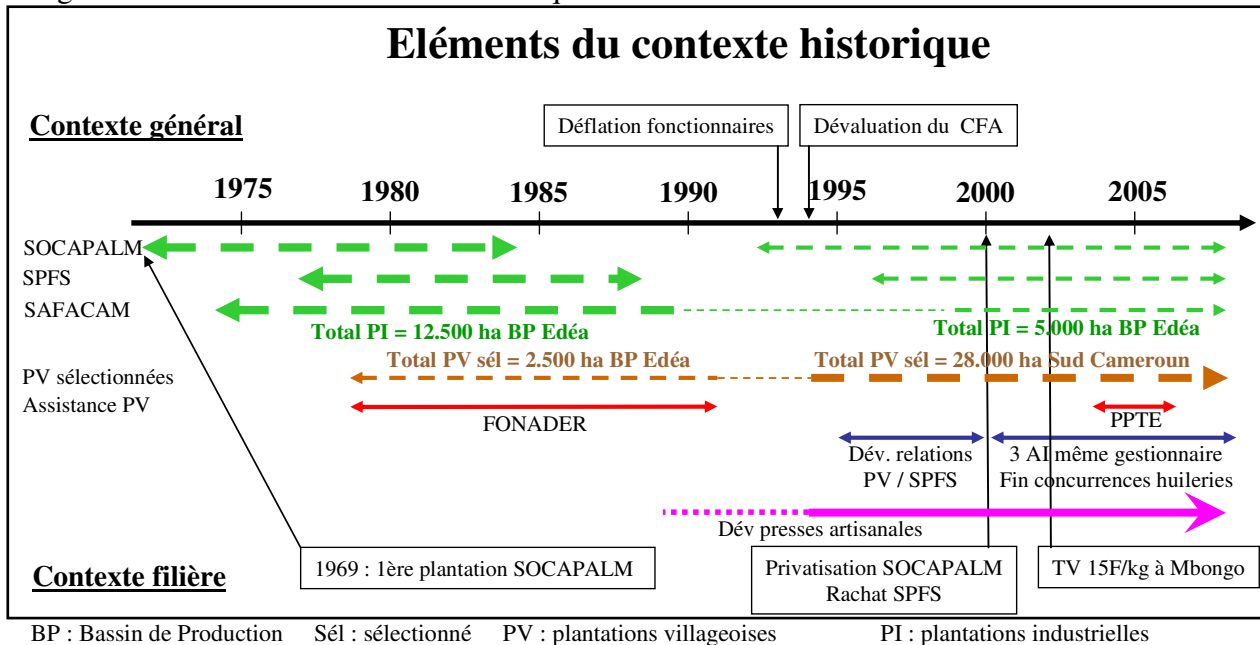 Eléments du contexte historique
Contexte général
Déflation fonctionnaires
Dévaluation du CFA
1975 1980 1985 1990 1995 2000 2005
SOCAPALM
SPFS
SAFACAM
Total PI = 12.500 ha BP Edéa
Total PI = 5.000 ha BP Edéa
Total PV sél = 2.500 ha BP Edéa
Total PV sél = 28.000 ha Sud Cameroun
PV sélectionnées
Assistance PV
FONADER
PPTE
Dév. relations
PV / SPFS
3 AI même gestionnaire
Fin concurrences huileries
Dév presses artisanales
1969 : 1ère plantation SOCAPALM
Privatisation SOCAPALM
Rachat SPFS
TV 15F/kg à Mbongo
Contexte filière
BP : Bassin de Production Sél : sélectionné PV : plantations villageoises PI : plantations industrielles